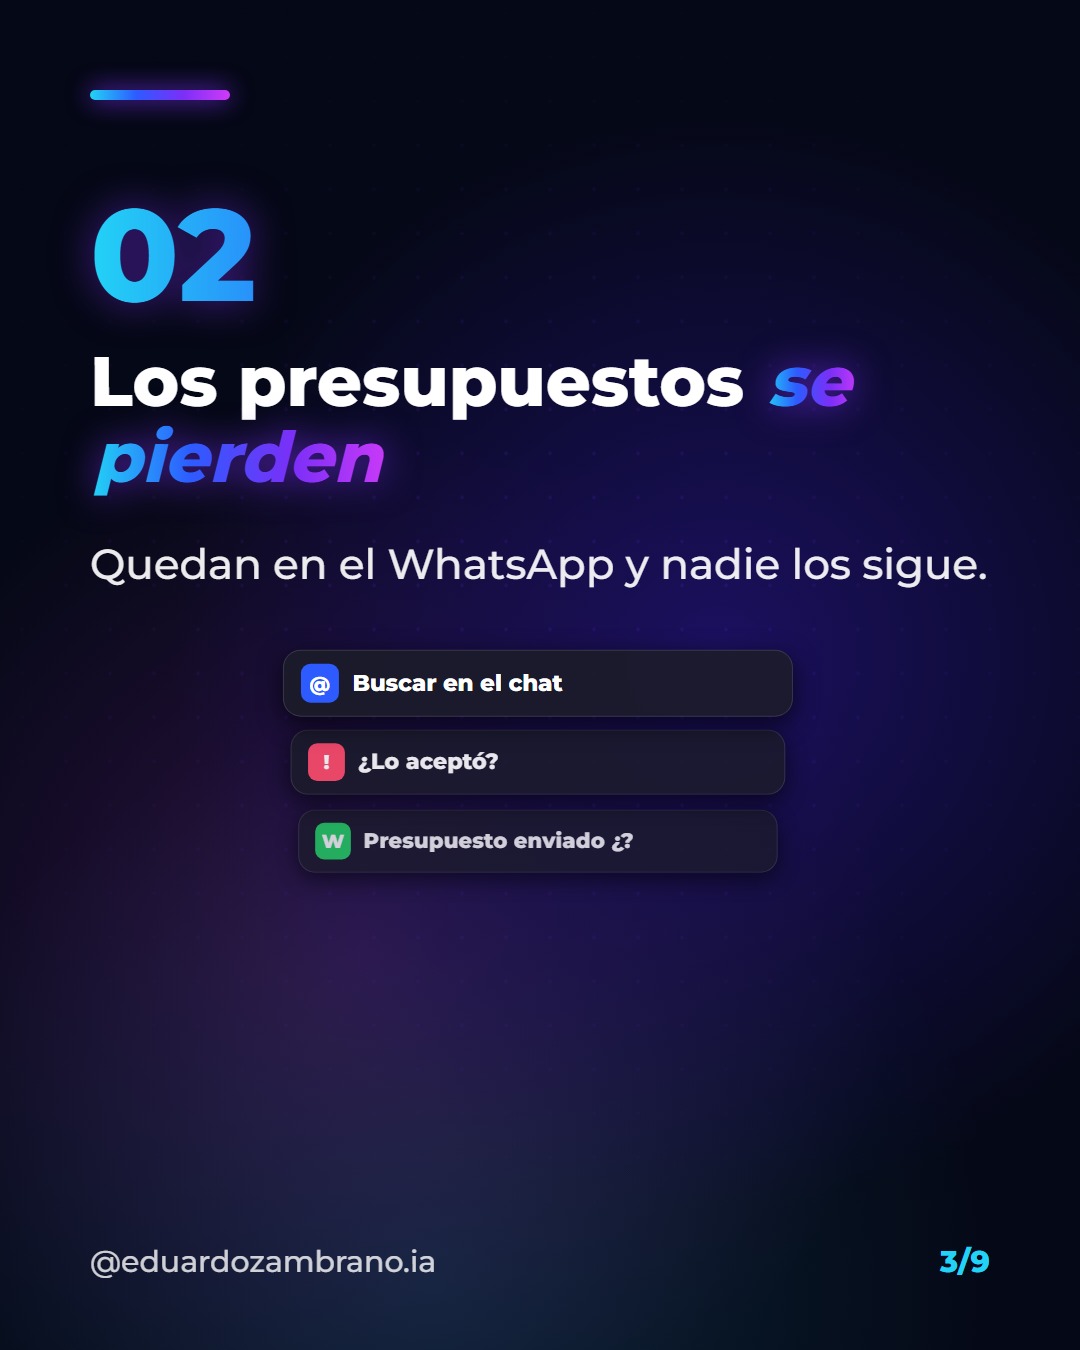 02
Los presupuestos se
pierden
Quedan en el WhatsApp y nadie los sigue.
@ Buscar en el chat
! ¿Lo aceptó?
W Presupuesto enviado ¿?
@eduardozambrano.ia
3/9